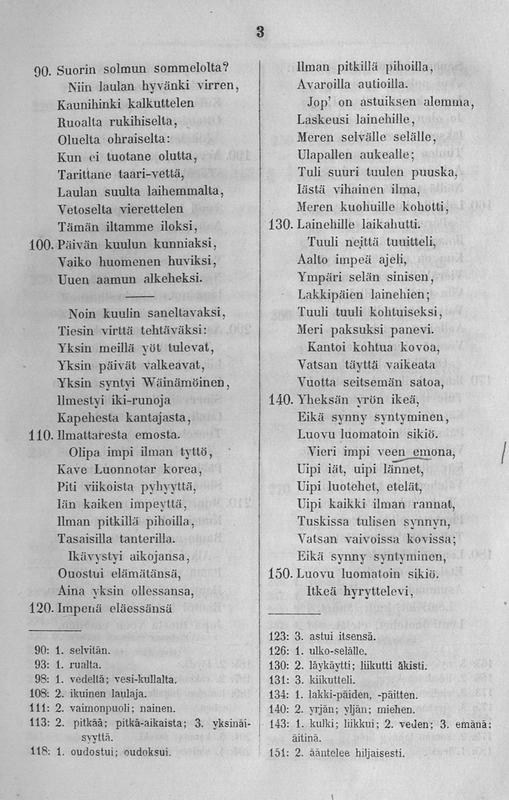 3
90. Suorin solmun sommelolta?
Niin laulan hyvänki virren,
Kaunihinki kalkuttelen
Ruoalta rukihiselta,
Oluelta ohraiselta:
Kun ei tuotane olutta,
Tarittane taari-vettä,
Laulan suulta laihemmalta,
Vetoselta vierettelen
Tämän iltamme iloksi,
100. Päivän kuulun kunniaksi,
Vaiko huomenen huviksi,
Uuen aamun alkeheksi.
Noin kuulin saneltavaksi,
Tiesin virttä tehtäväksi:
Yksin meillä yöt tulevat,
Yksin päivät valkeavat,
Yksin syntyi Wäinämöinen,
Ilmestyi iki-runoja
Kapehesta kantajasta,
110. Ilmattaresta emosta.
Olipa impi ilman tyttö,
Kave Luonnotar korea,
Piti viikoista pyhyyttä,
Iän kaiken impeyttä,
Ilman pitkillä pihoilla,
Tasaisilla tanterilla.
Ikävystyi aikojansa,
Ouostui elämätänsä,
Aina yksin ollessansa,
120. Impenä eläessänsä
90: 1. selvitän.
93: 1. rualta.
98: 1. vedeltä; vesi-kullalta.
108: 2. ikuinen laulaja.
111: 2. vaimonpuoli; nainen.
113: 2. pitkää; pitkä-aikaista; 3. yksinäi-
syyttä.
118: 1. oudostui; oudoksui.
Ilman pitkillä pihoilla,
Avaroilla autioilla.
Jop' on astuiksen alemma,
Laskeusi lainehille,
Meren selvälle selälle,
Ulapallen aukealle;
Tuli suuri tuulen puuska,
Iästä vihainen ilma,
Meren kuohuille kohotti,
130. Lainehille laikahutti.
Tuuli neittä tuuitteli,
Aalto impeä ajeli,
Ympäri selän sinisen,
Lakkipäien lainehien;
Tuuli tuuli kohtuiseksi,
Meri paksuksi panevi.
Kantoi kohtua kovoa,
Vatsan täyttä vaikeata
Vuotta seitsemän satoa,
140. Yheksän yrön ikeä,
Eikä synny syntyminen,
Luovu luomatoin sikiö.
Vieri impi veen emona,
Uipi iät, uipi lännet,
Uipi luotehet, etelät,
Uipi kaikki ilman rannat,
Tuskissa tulisen synnyn,
Vatsan vaivoissa kovissa;
Eikä synny syntyminen,
150. Luovu luomatoin sikiö.
Itkeä hyryttelevi,
123: 3. astui itsensä.
126: 1. ulko-selälle.
130: 2. läykäytti; liikutti äkisti.
131: 3. kiikutteli.
134: 1. lakki-päiden, -päitten.
140: 2. yrjän; yljän; miehen.
143: 1. kulki; liikkui; 2. veden; 3. emänä;
äitinä.
151: 2. ääntelee hiljaisesti.